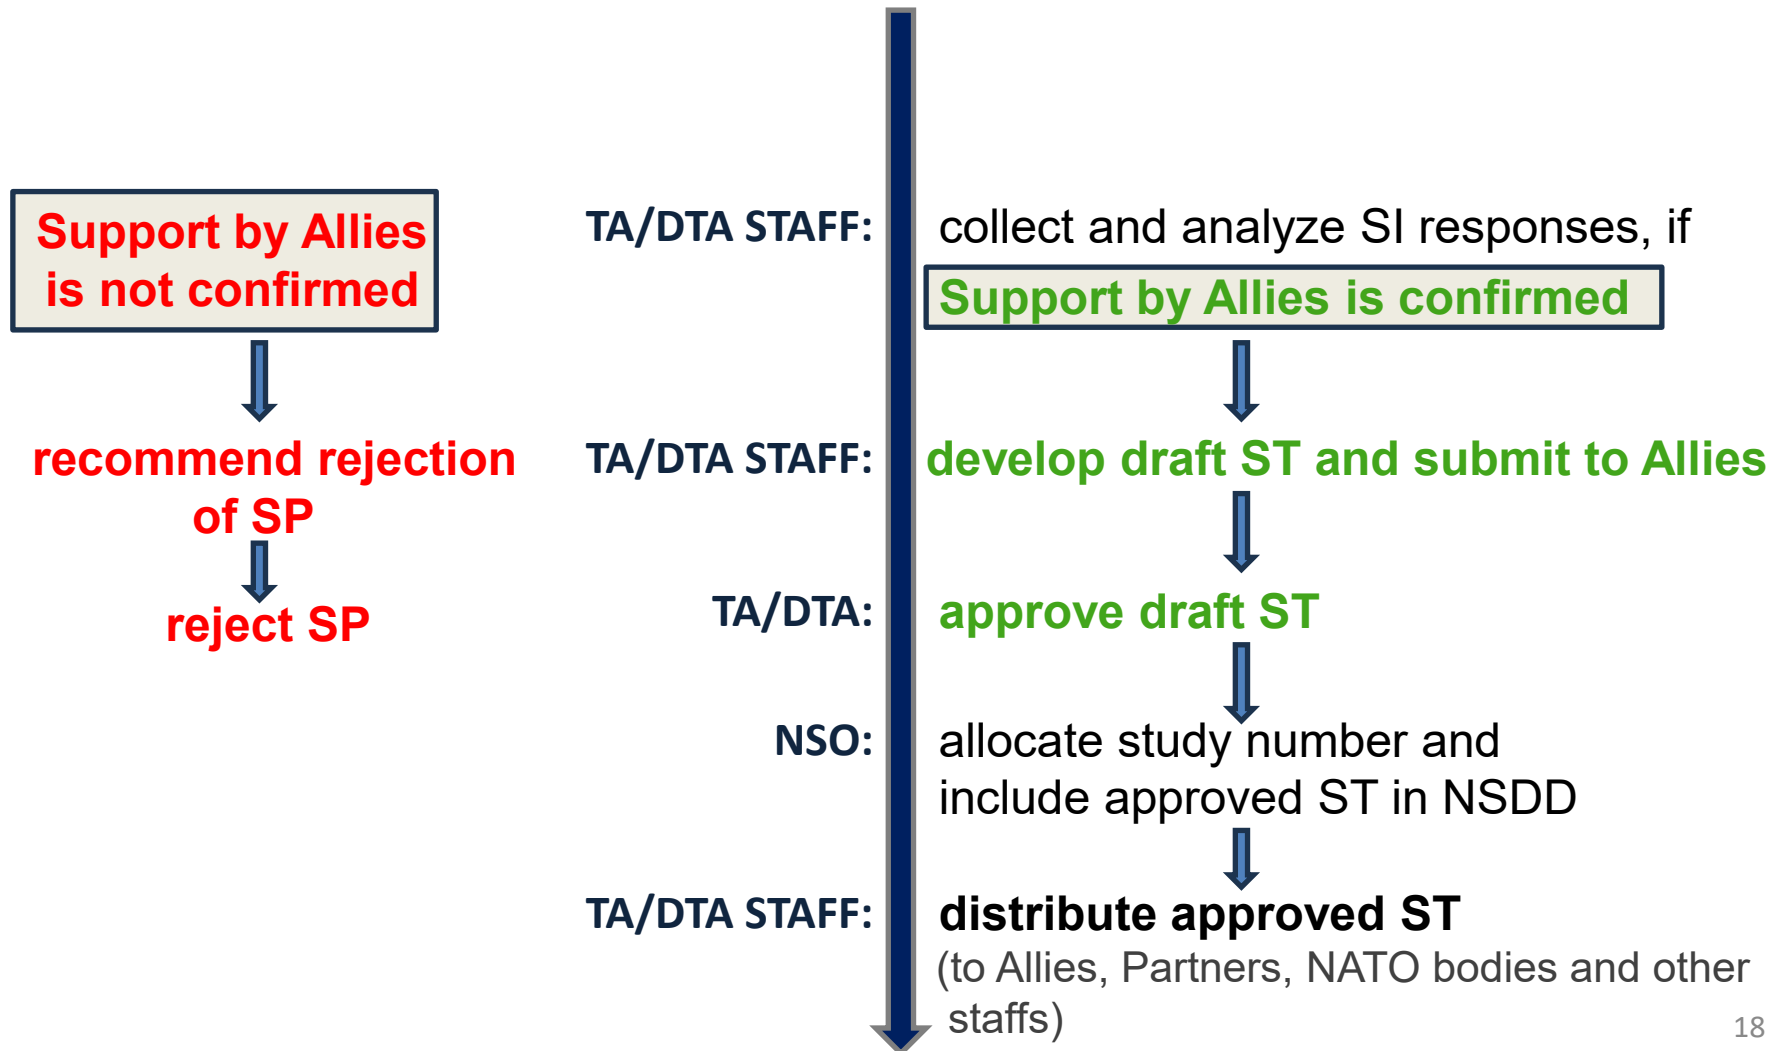 Support by Allies
is not confirmed
recommend rejection
of SP
reject SP
TA/DTA STAFF: collect and analyze SI responses, if
Support by Allies is confirmed
TA/DTA STAFF: develop draft ST and submit to Allies
TA/DTA: approve draft ST
NSO: allocate study number and
include approved ST in NSDD
TA/DTA STAFF: distribute approved ST
(to Allies, Partners, NATO bodies and other
staffs)
18